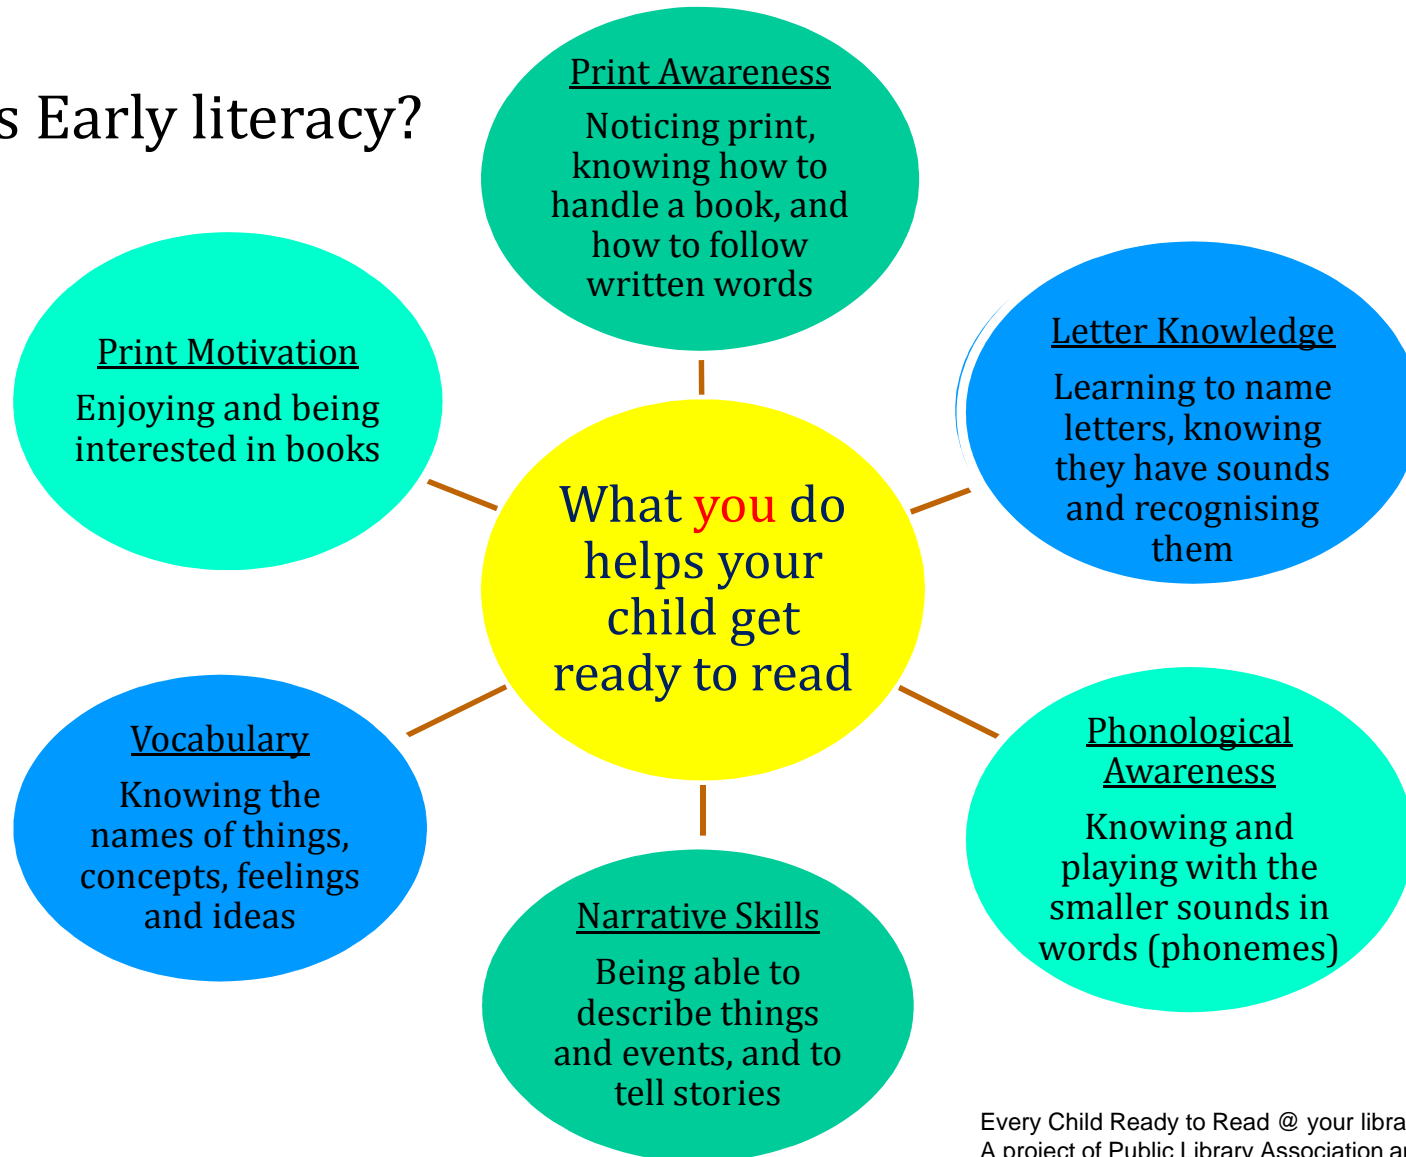 s Early literacy?
Print Awareness
Noticing print,
knowing how to
handle a book, and
how to follow
written words
Letter Knowledge
Learning to name
letters, knowing
they have sounds
and recognising
them
Phonological
Awareness
Knowing and
playing with the
smaller sounds in
words (phonemes)
Narrative Skills
Being able to
describe things
and events, and to
tell stories
Vocabulary
Knowing the
names of things,
concepts, feelings
and ideas
Print Motivation
Enjoying and being
interested in books
What you do
helps your
child get
ready to read
Every Child Ready to Read @ your libra
A project of Public Library Association a